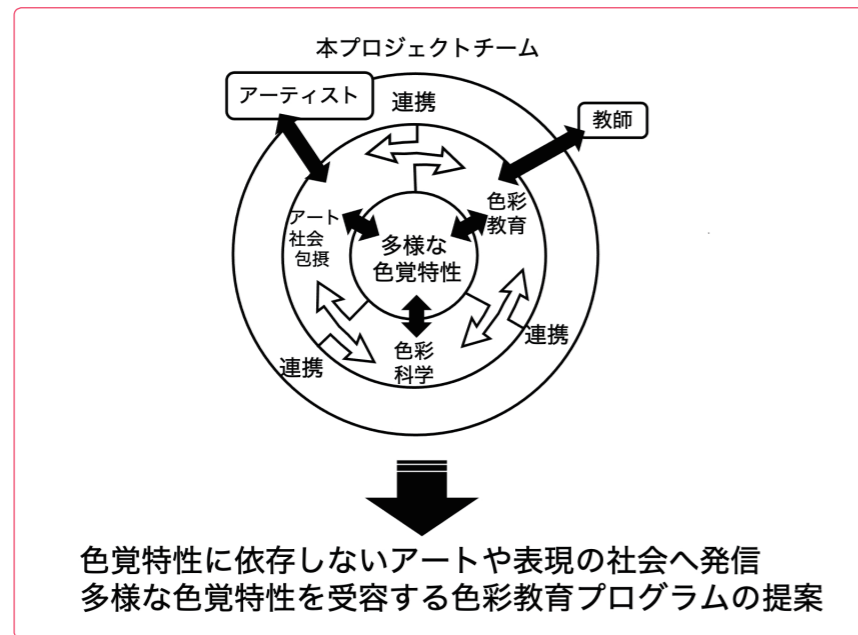 本プロジェクトチーム
アーティスト
連携
教師
色彩
教育
アート
社会
包摂
多様な
色覚特性
色彩
科学
連携
連携
色覚特性に依存しないアートや表現の社会へ発信
多様な色覚特性を受容する色彩教育プログラムの提案